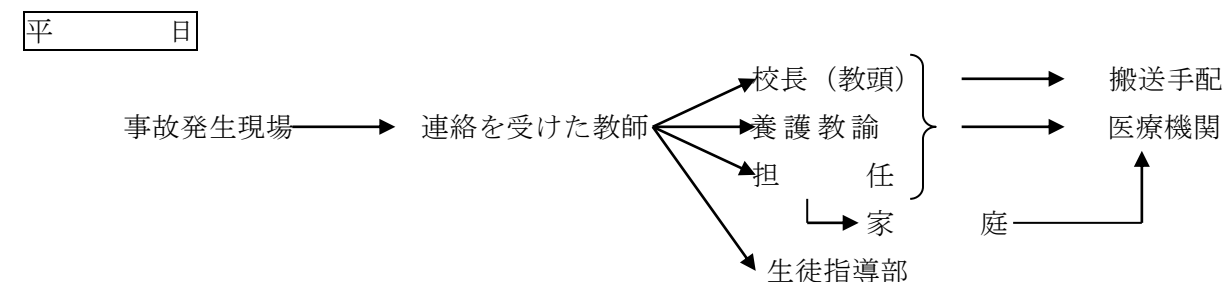 平日
校長（教頭） 搬送手配
事故発生現場 連絡を受けた教師 養護教諭 医療機関
担任
家庭
生徒指導部